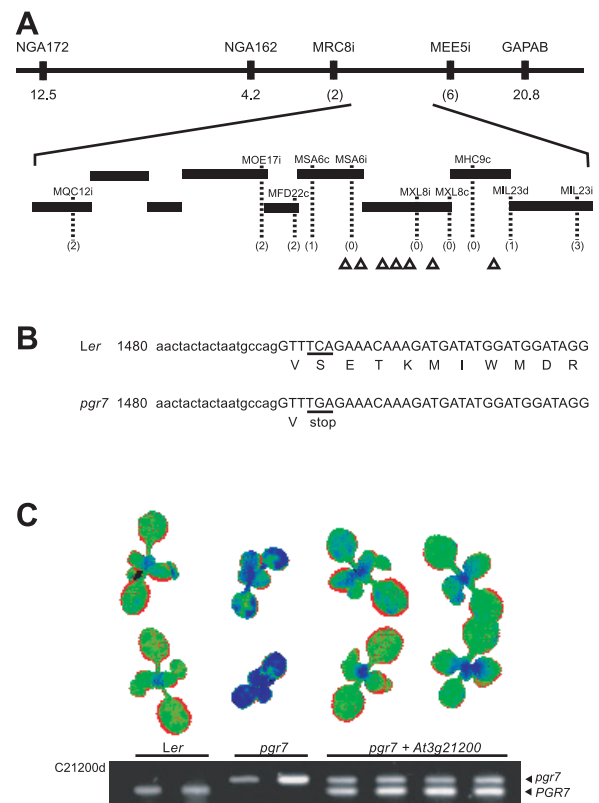 A
NGA172 NGA162 MRC8i MEE5i GAPAB
12.5 4.2 (2) (6) 20.8
MOE17i MSA6c MSA6i MHC9c
MQC12i MFD22c MXL8i MXL8c MIL23d MIL23i
(2) (2) (2) (1) (0) (0) (0) (0) (1) (3)
B
Ler 1480 aactactactaatgccagGTTTCAGAAACAAAGATGATATGGATGGATAGG
V S E T K M I W M D R
pgr7 1480 aactactactaatgccagGTTTGAGAAACAAAGATGATATGGATGGATAGG
V stop
C
Ler pgr7 pgr7 + At3g21200
C21200d
pgr7
PGR7